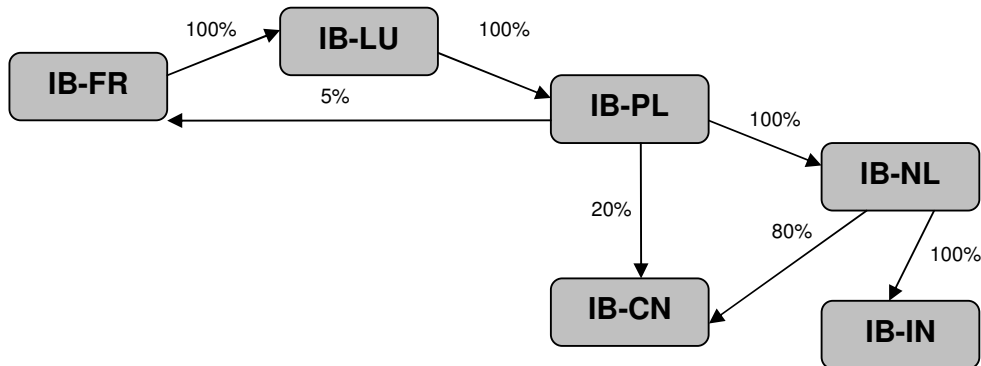 100%
IB-LU
100%
IB-FR
5%
IB-PL
100%
IB-NL
20%
80%
100%
IB-CN
IB-IN